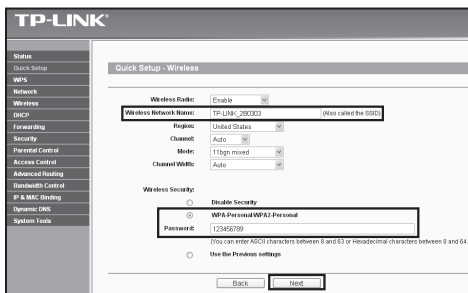 TP-LINK®
Status
Quick Setup
WPS
Network
Wireless
DHCP
Forwarding
Security
Parental Control
Access Control
Advanced Routing
Bandwidth Control
IP & MAC Binding
Dynamic DNS
System Tools
Quick Setup - Wireless
Wireless Radio: Enable
Wireless Network Name: TP-LINK_2B0303 (Also called the SSID)
Region: United States
Channel: Auto
Mode: 11bgn mixed
Channel Width: Auto
Wireless Security:
Disable Security
WPA-Personal/WPA2-Personal
Password: 123456789
(You can enter ASCII characters between 8 and 63 or Hexadecimal characters between 8 and 64.
Use the Previous settings
Back Next